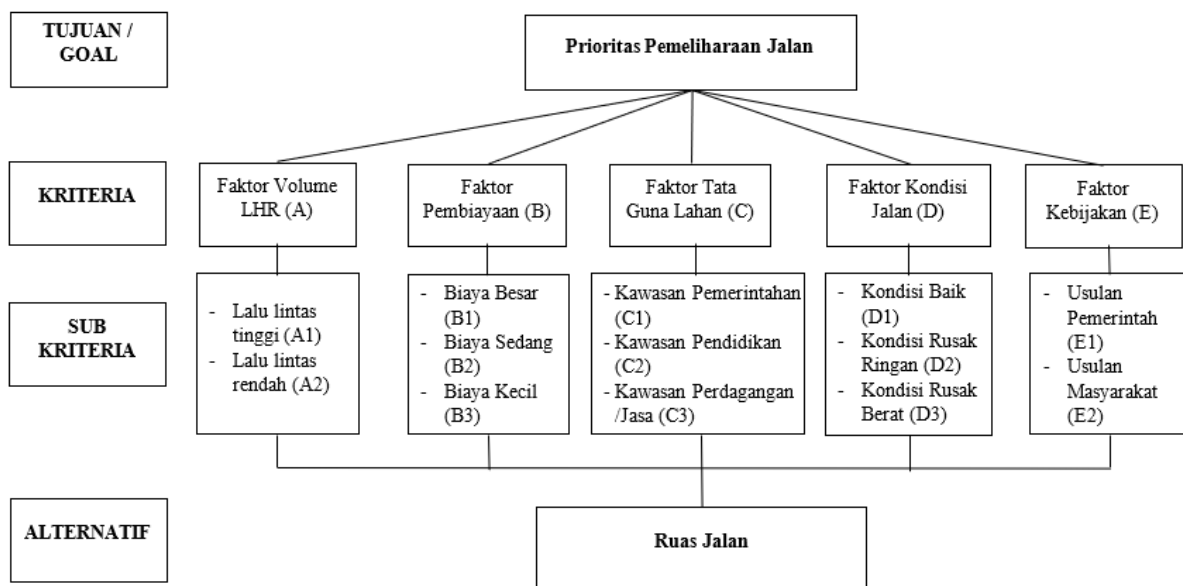 TUJUAN /
GOAL
Prioritas Pemeliharaan Jalan
KRITERIA
Faktor Volume
LHR (A)
Faktor
Pembiayaan (B)
Faktor Tata
Guna Lahan (C)
Faktor Kondisi
Jalan (D)
Faktor
Kebijakan (E)
SUB
KRITERIA
- Lalu lintas
tinggi (A1)
- Lalu lintas
rendah (A2)
- Biaya Besar
(B1)
- Biaya Sedang
(B2)
- Biaya Kecil
(B3)
- Kawasan Pemerintahan
(C1)
- Kawasan Pendidikan
(C2)
- Kawasan Perdagangan
/Jasa (C3)
- Kondisi Baik
(D1)
- Kondisi Rusak
Ringan (D2)
- Kondisi Rusak
Berat (D3)
- Usulan
Pemerintah
(E1)
- Usulan
Masyarakat
(E2)
ALTERNATIF
Ruas Jalan